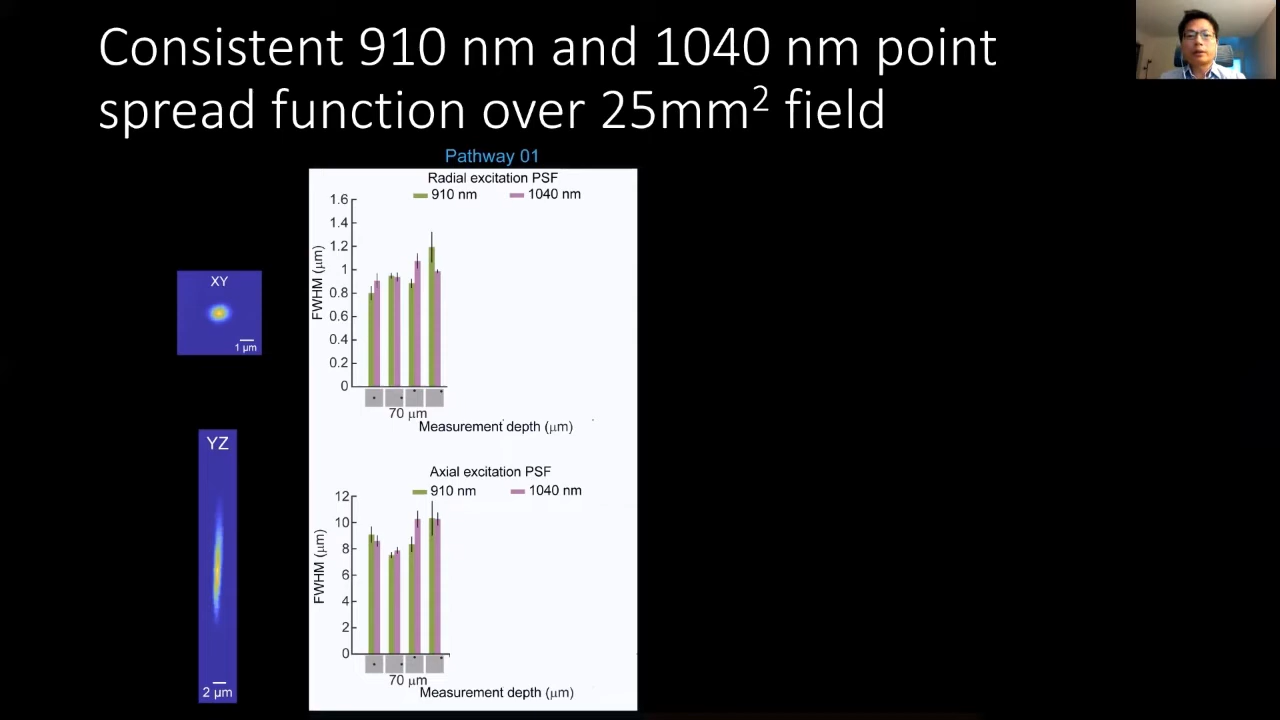 Consistent 910 nm and 1040 nm point
spread function over 25mm² field
Pathway 01
Radial excitation PSF
910 nm 1040 nm
1.6
1.4
1.2
1
0.8
0.6
0.4
0.2
0
FWHM (μm)
70 μm
Measurement depth (μm)
XY
1 μm
Axial excitation PSF
910 nm 1040 nm
12
10
8
6
4
2
0
FWHM (μm)
70 μm
Measurement depth (μm)
YZ
2 μm